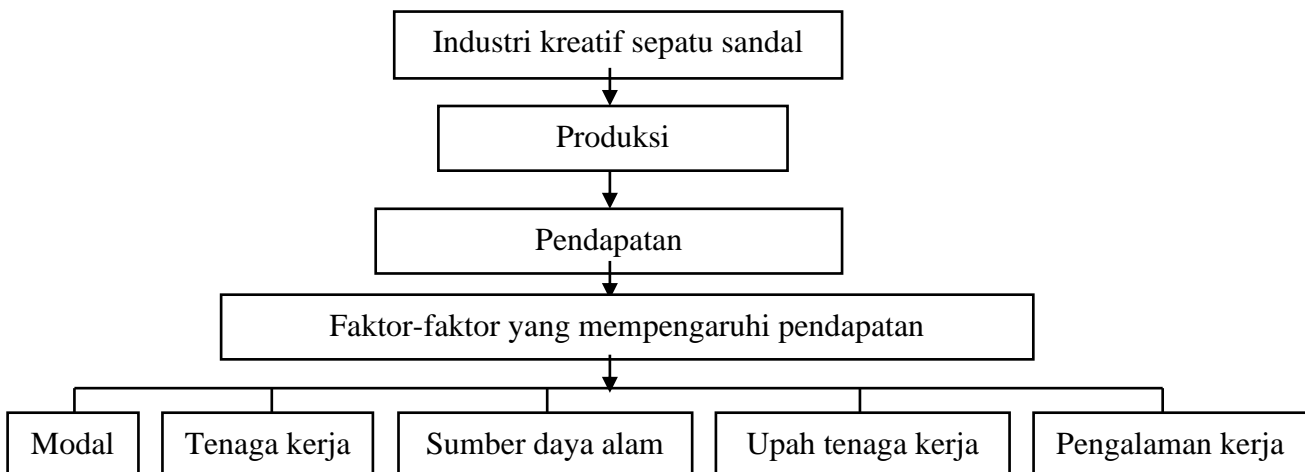 Industri kreatif sepatu sandal
Produksi
Pendapatan
Faktor-faktor yang mempengaruhi pendapatan
Modal
Tenaga kerja
Sumber daya alam
Upah tenaga kerja
Pengalaman kerja